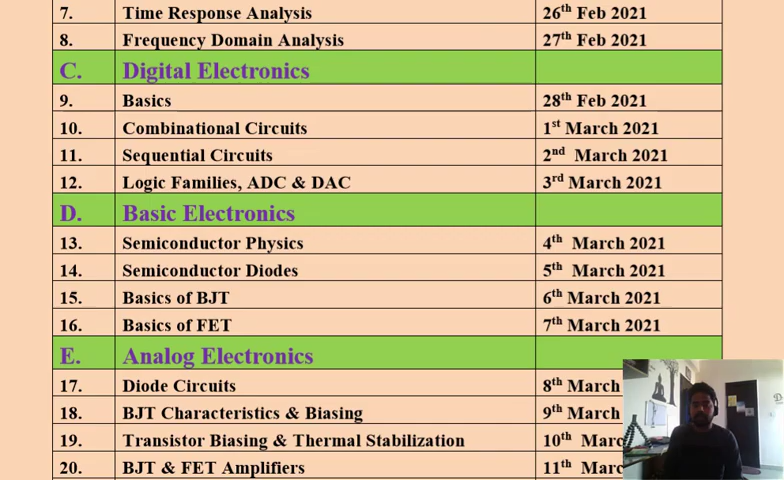 7. Time Response Analysis 26th Feb 2021
8. Frequency Domain Analysis 27th Feb 2021
C. Digital Electronics
9. Basics 28th Feb 2021
10. Combinational Circuits 1st March 2021
11. Sequential Circuits 2nd March 2021
12. Logic Families, ADC & DAC 3rd March 2021
D. Basic Electronics
13. Semiconductor Physics 4th March 2021
14. Semiconductor Diodes 5th March 2021
15. Basics of BJT 6th March 2021
16. Basics of FET 7th March 2021
E. Analog Electronics
17. Diode Circuits 8th March
18. BJT Characteristics & Biasing 9th March
19. Transistor Biasing & Thermal Stabilization 10th Marc
20. BJT & FET Amplifiers 11th Marc